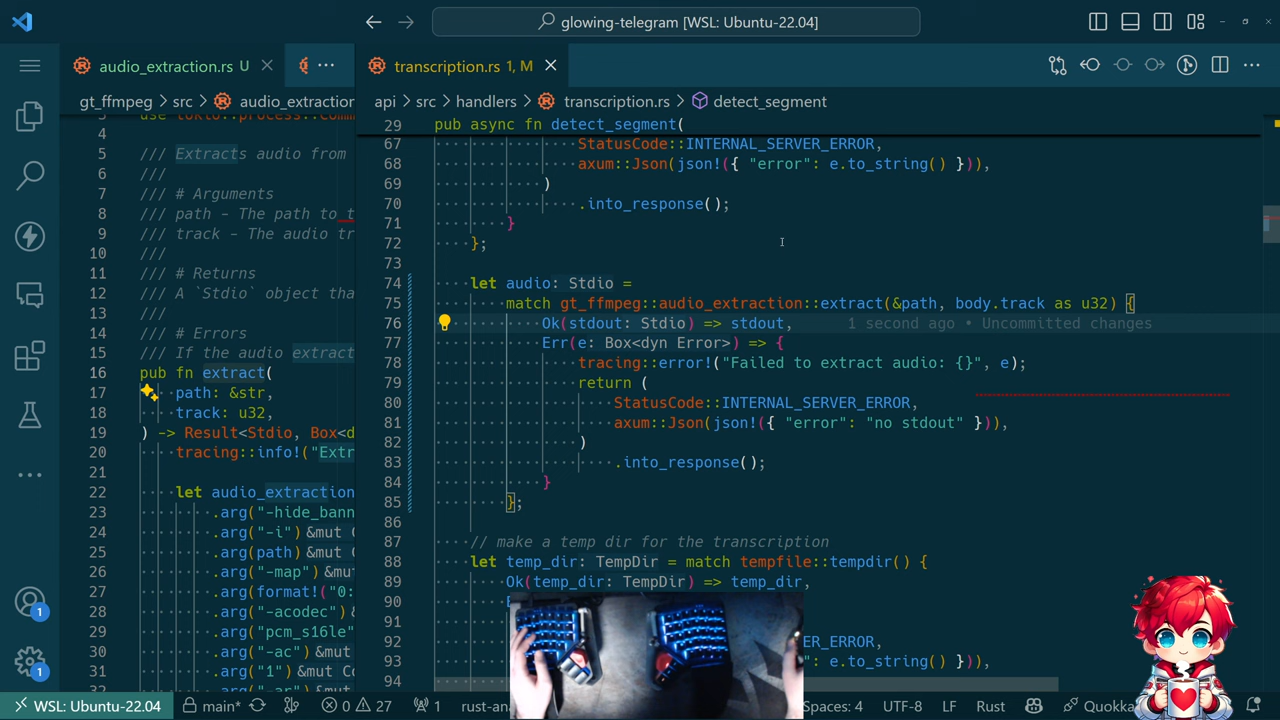 glowing-telegram [WSL: Ubuntu-22.04]
audio_extraction.rs U
transcription.rs 1, M
gt_ffmpeg > src > audio_extraction
api > src > handlers > transcription.rs > detect_segment
4
5 /// Extracts audio from
6 ///
7 /// # Arguments
8 /// path - The path to t
9 /// track - The audio tr
10 ///
11 /// # Returns
12 /// A `Stdio` object tha
13 ///
14 /// # Errors
15 /// If the audio extract
16 pub fn extract(
17 path: &str,
18 track: u32,
19 ) -> Result<Stdio, Box<d
20 tracing::info!("Extr
21
22 let audio_extraction
23 .arg("-hide_bann
24 .arg("-i") &mut C
25 .arg(path) &mut C
26 .arg("-map") &mut
27 .arg(format!("0:
28 .arg("-acodec") &
29 .arg("pcm_s16le"
30 .arg("-ac") &mut
31 .arg("1") &mut Co
32
29 pub async fn detect_segment(
67 StatusCode::INTERNAL_SERVER_ERROR,
68 axum::Json(json!({ "error": e.to_string() })),
69 )
70 .into_response();
71 }
72 };
73
74 let audio: Stdio =
75 match gt_ffmpeg::audio_extraction::extract(&path, body.track as u32) {
76 Ok(stdout: Stdio) => stdout, 1 second ago • Uncommitted changes
77 Err(e: Box<dyn Error>) => {
78 tracing::error!("Failed to extract audio: {}", e);
79 return (
80 StatusCode::INTERNAL_SERVER_ERROR,
81 axum::Json(json!({ "error": "no stdout" })),
82 )
83 .into_response();
84 }
85 };
86
87 // make a temp dir for the transcription
88 let temp_dir: TempDir = match tempfile::tempdir() {
89 Ok(temp_dir: TempDir) => temp_dir,
90
91
92 ER_ERROR,
93 e.to_string() })),
94
1
1
WSL: Ubuntu-22.04 main* 0 27 1 rust-an Spaces: 4 UTF-8 LF Rust Quokka